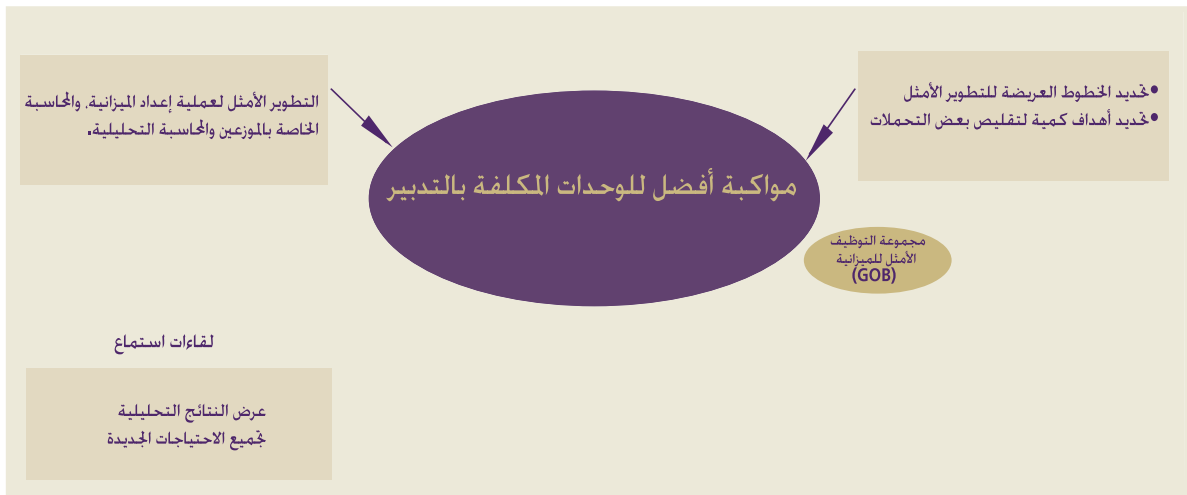 •تحديد الخطوط العريضة للتطوير الأمثل
•تحديد أهداف كمية لتقليص بعض التحملات
التطوير الأمثل لعملية إعداد الميزانية، والمحاسبة
الخاصة بالموزعين والمحاسبة التحليلية.
مواكبة أفضل للوحدات المكلفة بالتدبير
مجموعة التوظيف
الأمثل للميزانية
(GOB)
لقاءات استماع
عرض النتائج التحليلية
تجميع الاحتياجات الجديدة